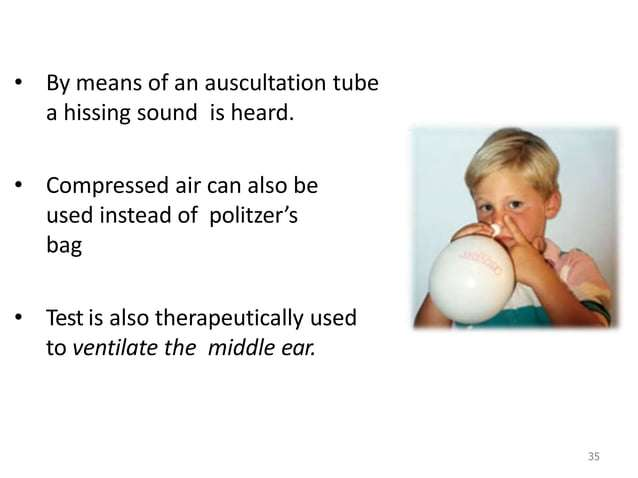 • By means of an auscultation tube
a hissing sound is heard.
• Compressed air can also be
used instead of politzer’s
bag
• Test is also therapeutically used
to ventilate the middle ear.
35